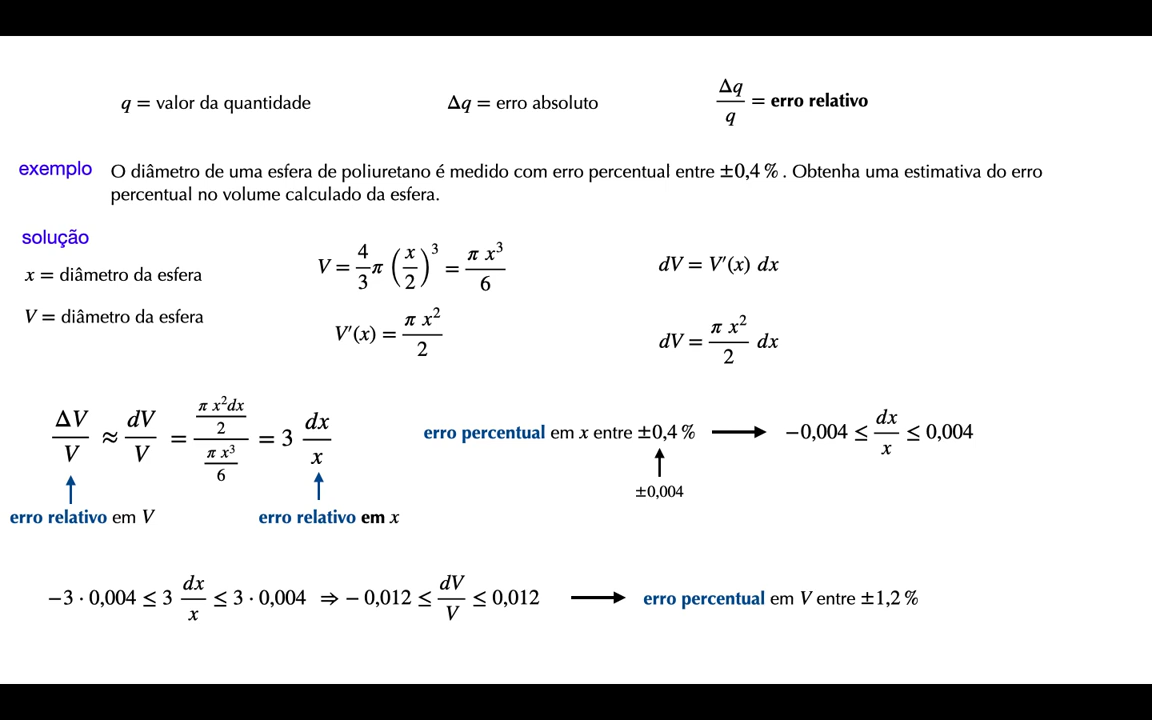 q = valor da quantidade    Δq = erro absoluto    Δq/q = erro relativo
exemplo O diâmetro de uma esfera de poliuretano é medido com erro percentual entre ±0,4 % . Obtenha uma estimativa do erro
percentual no volume calculado da esfera.
solução
x = diâmetro da esfera
V = diâmetro da esfera
V = 4/3 π (x/2)³ = π x³/6
V′(x) = π x²/2
dV = V′(x) dx
dV = π x²/2 dx
ΔV/V ≈ dV/V = (π x²dx/2)/(π x³/6) = 3 dx/x
erro relativo em V    erro relativo em x
erro percentual em x entre ±0,4 % ⟶ −0,004 ≤ dx/x ≤ 0,004
±0,004
−3 · 0,004 ≤ 3 dx/x ≤ 3 · 0,004 ⇒ − 0,012 ≤ dV/V ≤ 0,012 ⟶ erro percentual em V entre ±1,2 %